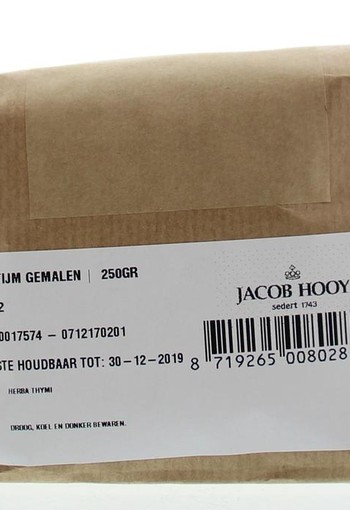 TIJM GEMALEN | 250GR
JACOB HOOY
sedert 1743
2
0017574 – 0712170201
STE HOUDBAAR TOT: 30–12–2019
8 719265 008028
HERBA THYMI
DROOG, KOEL EN DONKER BEWAREN.